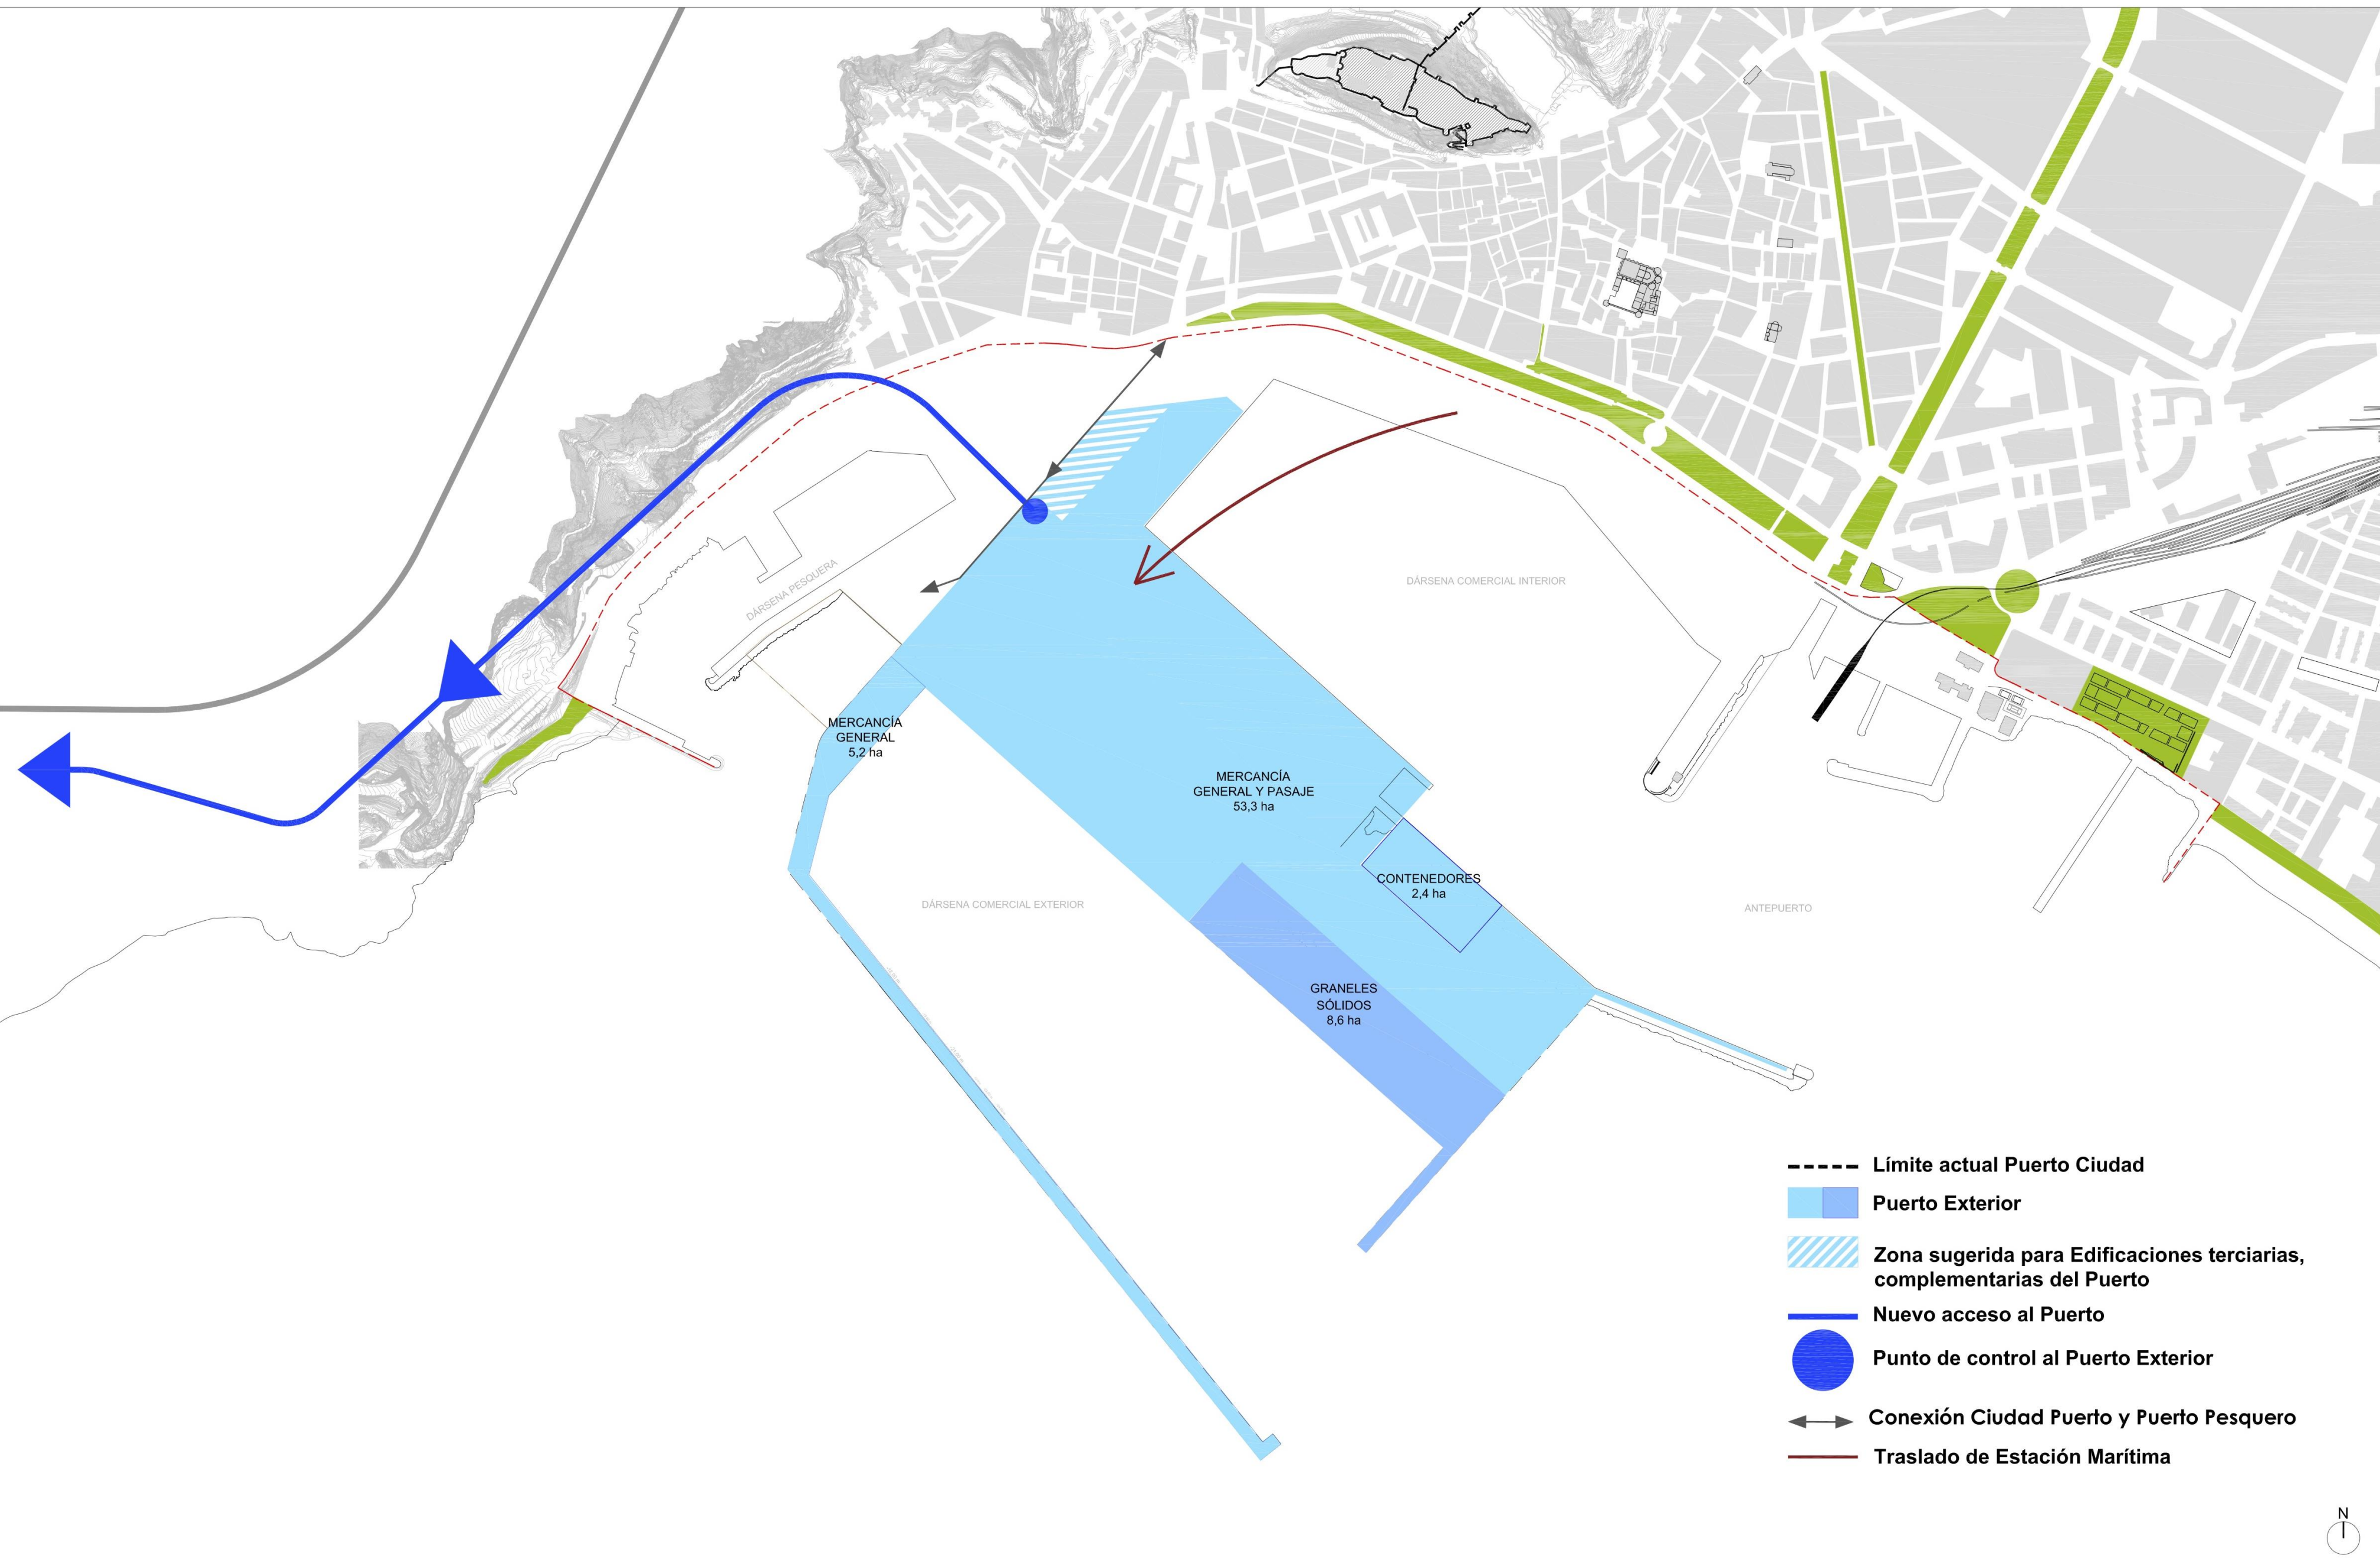 DÁRSENA PESQUERA
DÁRSENA COMERCIAL INTERIOR
MERCANCÍA
GENERAL
5,2 ha
MERCANCÍA
GENERAL Y PASAJE
53,3 ha
CONTENEDORES
2,4 ha
DÁRSENA COMERCIAL EXTERIOR
ANTEPUERTO
GRANELES
SÓLIDOS
8,6 ha
Límite actual Puerto Ciudad
Puerto Exterior
Zona sugerida para Edificaciones terciarias,
complementarias del Puerto
Nuevo acceso al Puerto
Punto de control al Puerto Exterior
Conexión Ciudad Puerto y Puerto Pesquero
Traslado de Estación Marítima
N